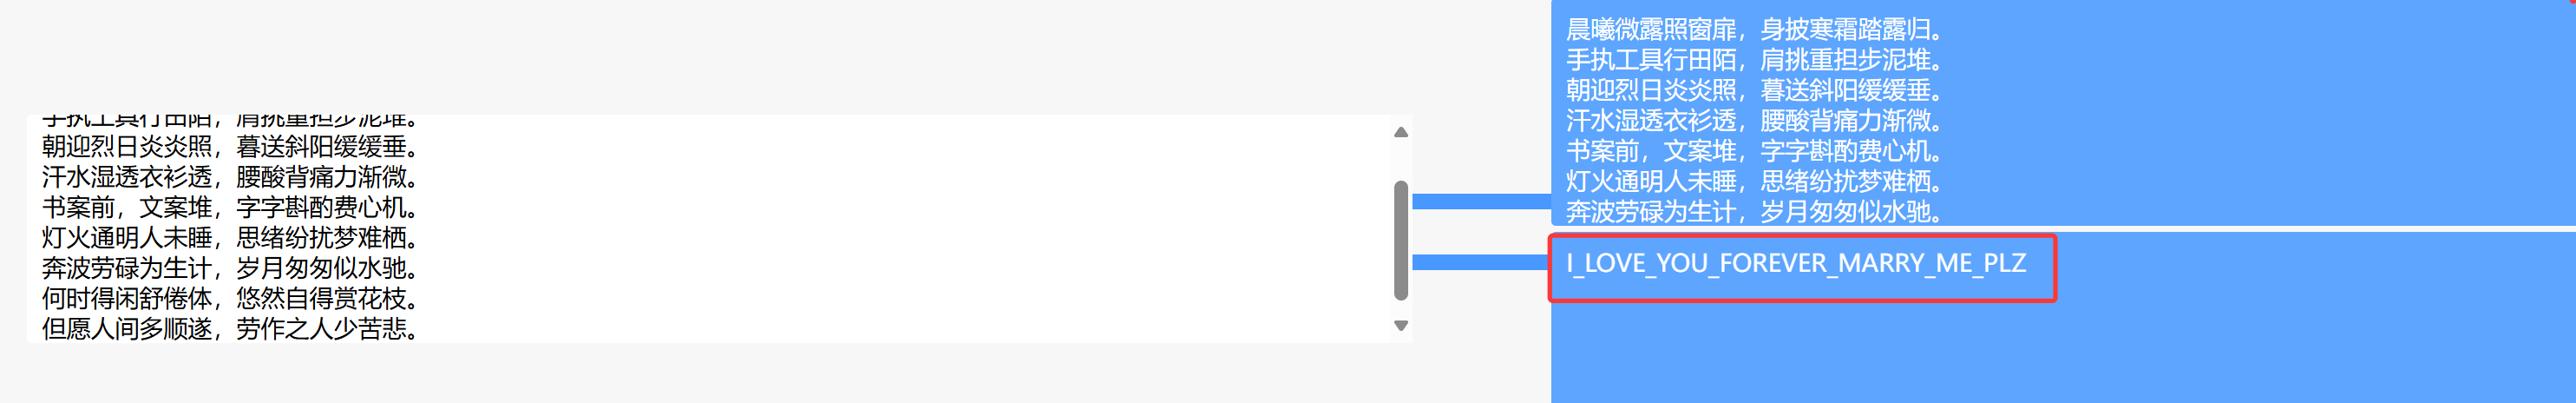 手执工具行田陌，肩挑重担步泥堆。
朝迎烈日炎炎照，暮送斜阳缓缓垂。
汗水湿透衣衫透，腰酸背痛力渐微。
书案前，文案堆，字字斟酌费心机。
灯火通明人未睡，思绪纷扰梦难栖。
奔波劳碌为生计，岁月匆匆似水驰。
何时得闲舒倦体，悠然自得赏花枝。
但愿人间多顺遂，劳作之人少苦悲。
晨曦微露照窗扉，身披寒霜踏露归。
手执工具行田陌，肩挑重担步泥堆。
朝迎烈日炎炎照，暮送斜阳缓缓垂。
汗水湿透衣衫透，腰酸背痛力渐微。
书案前，文案堆，字字斟酌费心机。
灯火通明人未睡，思绪纷扰梦难栖。
奔波劳碌为生计，岁月匆匆似水驰。
I_LOVE_YOU_FOREVER_MARRY_ME_PLZ